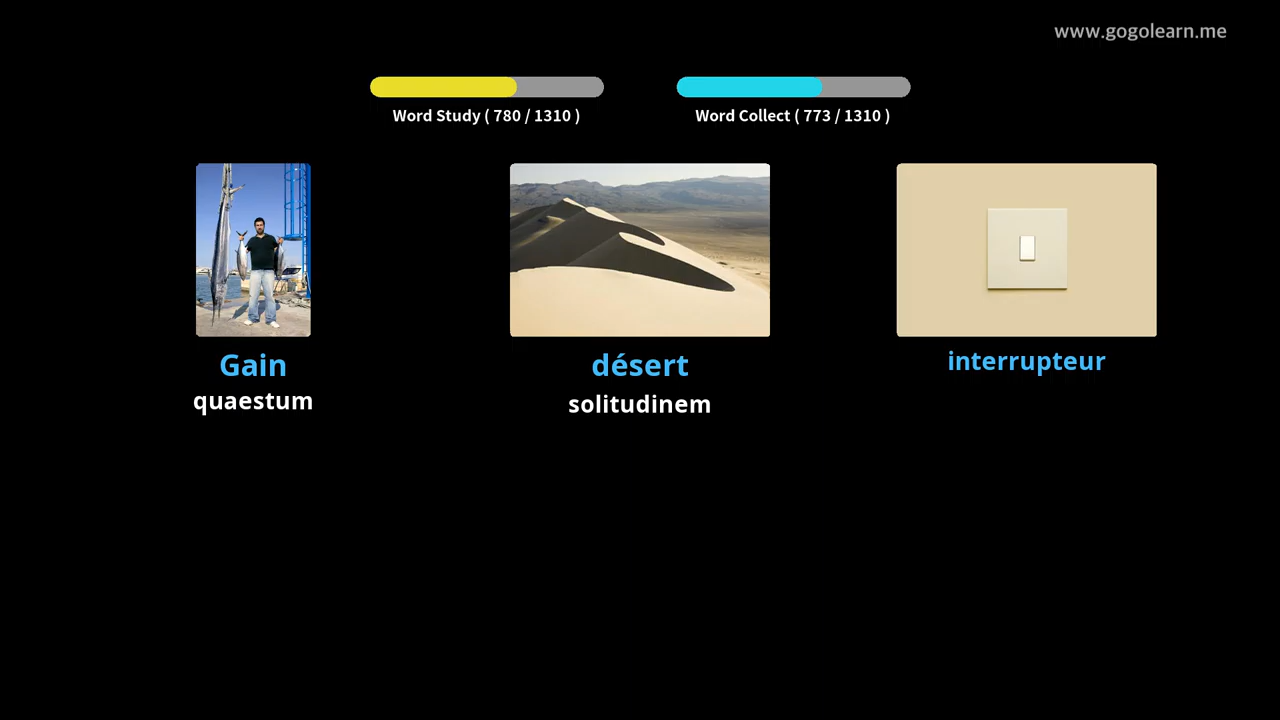 www.gogolearn.me
Word Study ( 780 / 1310 )
Word Collect ( 773 / 1310 )
Gain
quaestum
désert
solitudinem
interrupteur